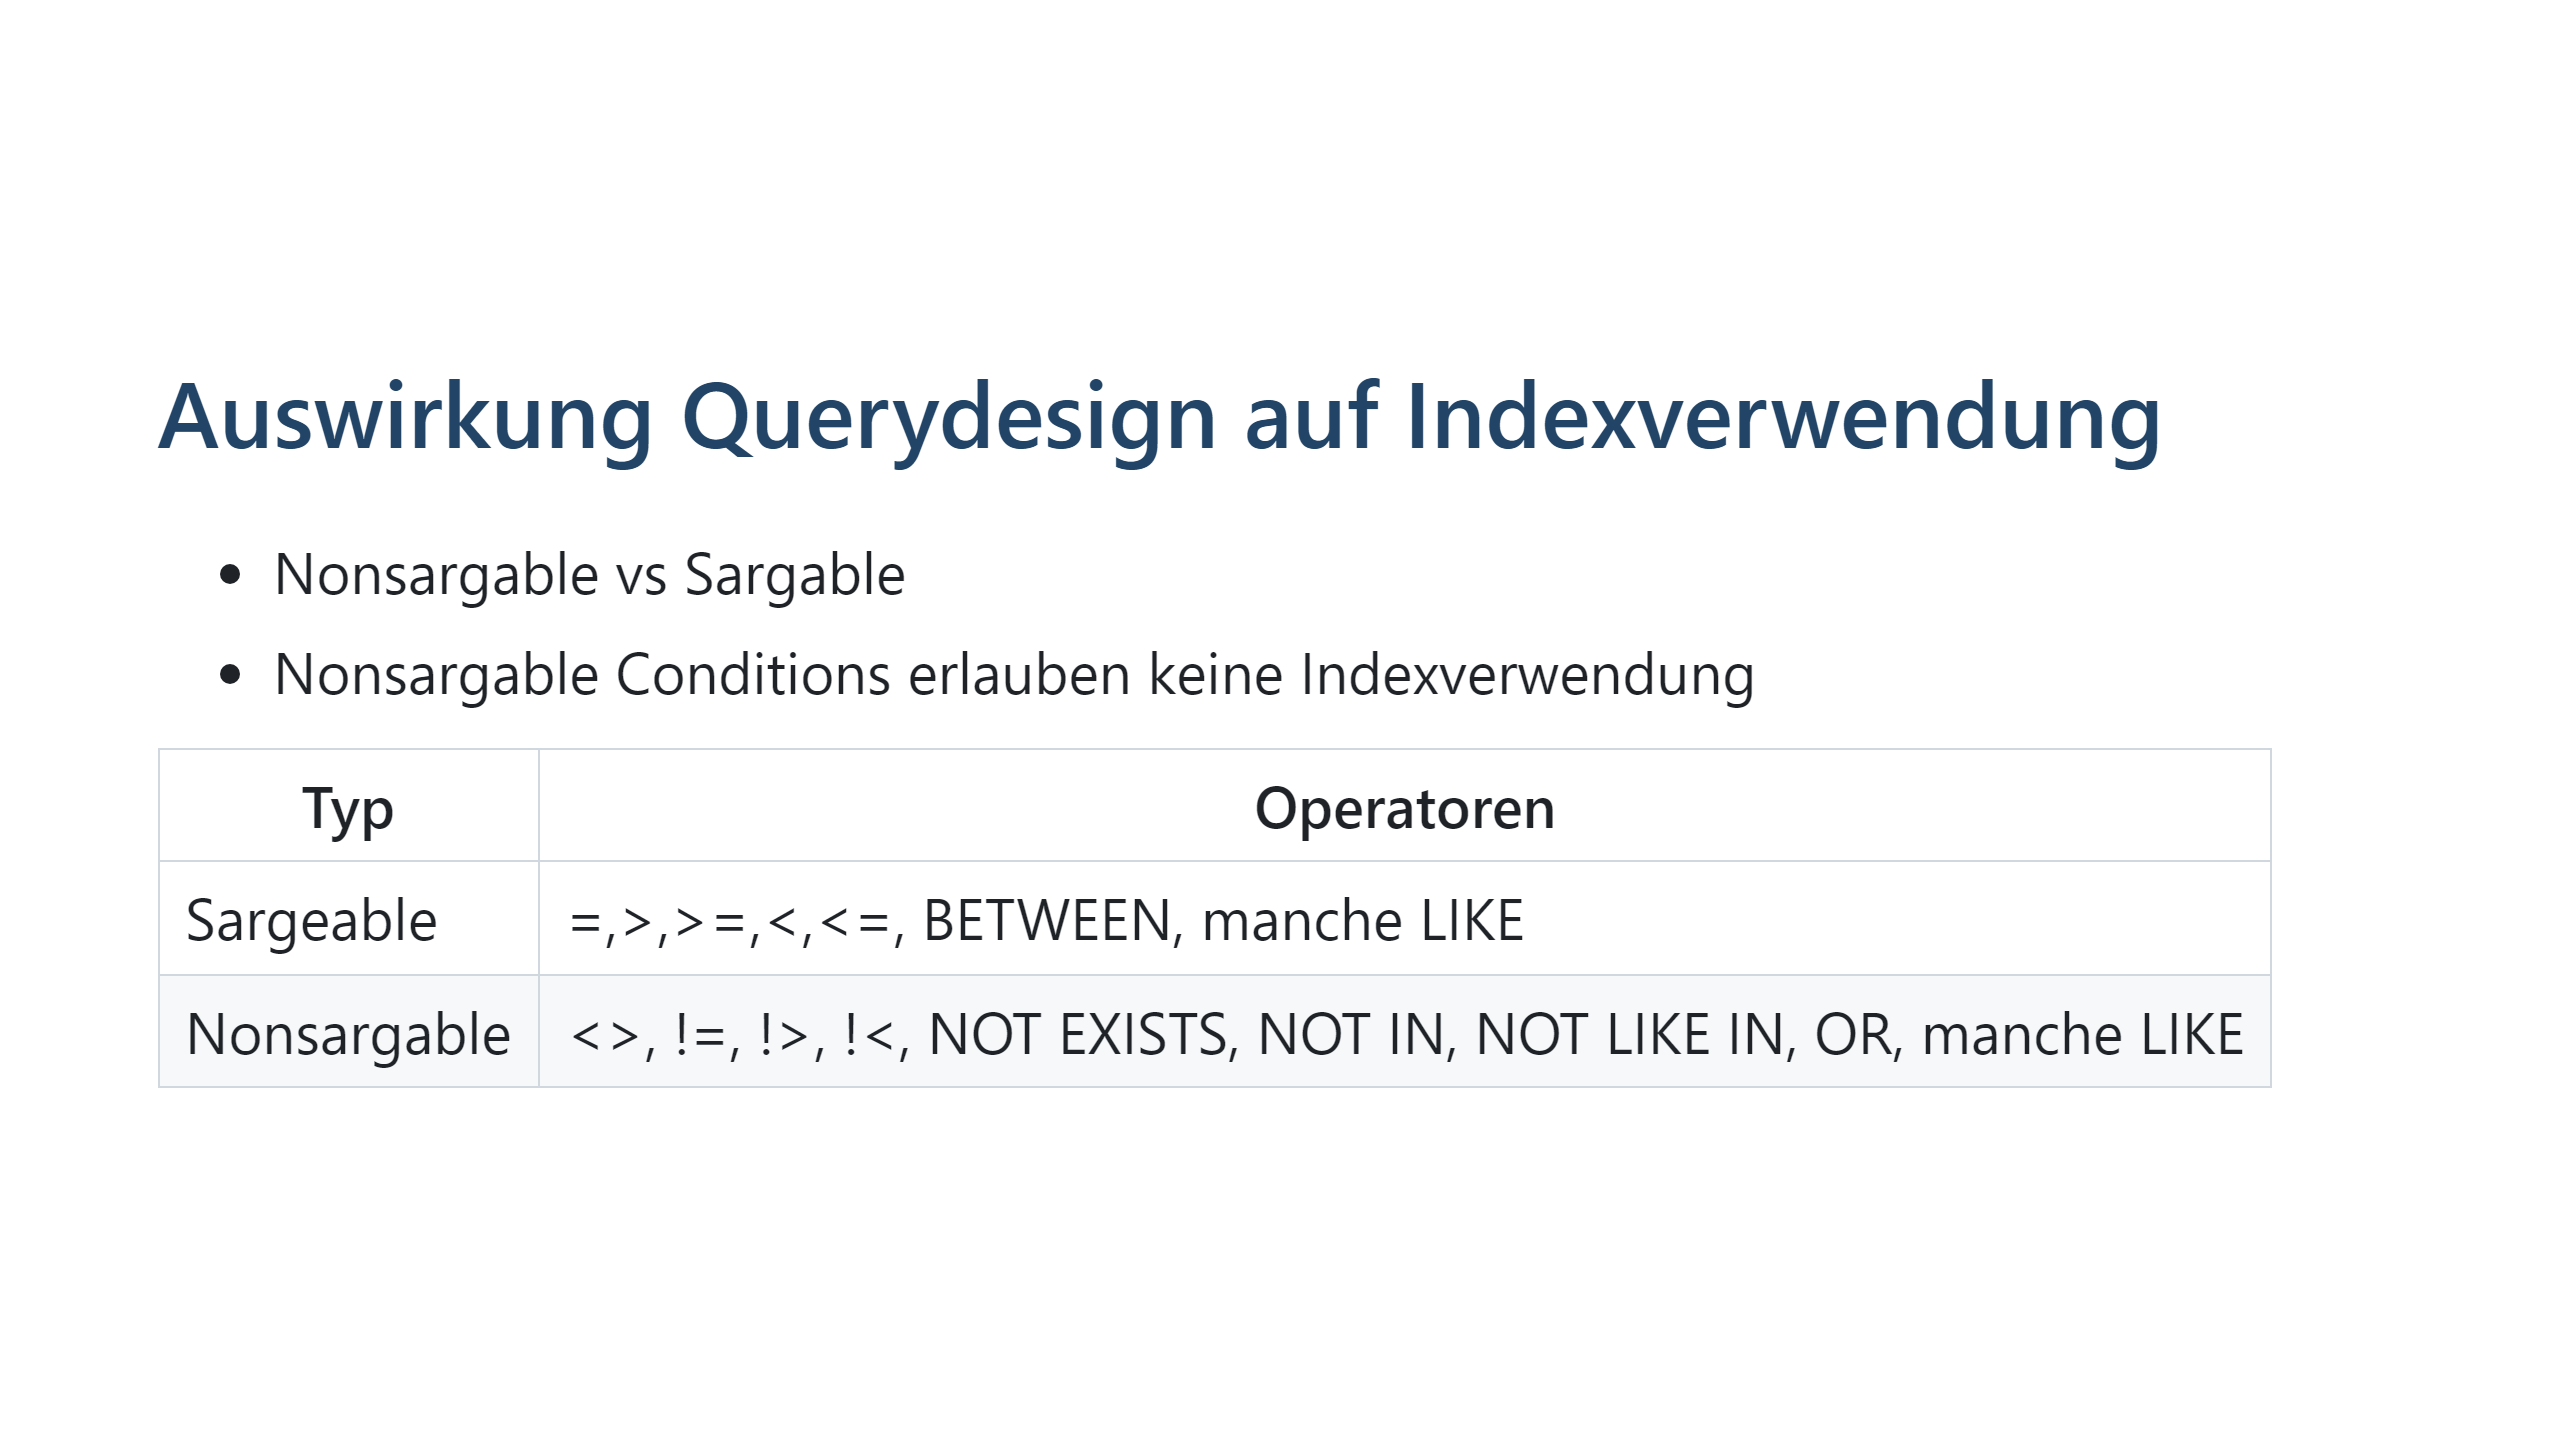 Auswirkung Querydesign auf Indexverwendung
Nonsargable vs Sargable
Nonsargable Conditions erlauben keine Indexverwendung
Typ Operatoren
Sargeable =,>,>=,<,<=, BETWEEN, manche LIKE
Nonsargable <>, !=, !>, !<, NOT EXISTS, NOT IN, NOT LIKE IN, OR, manche LIKE